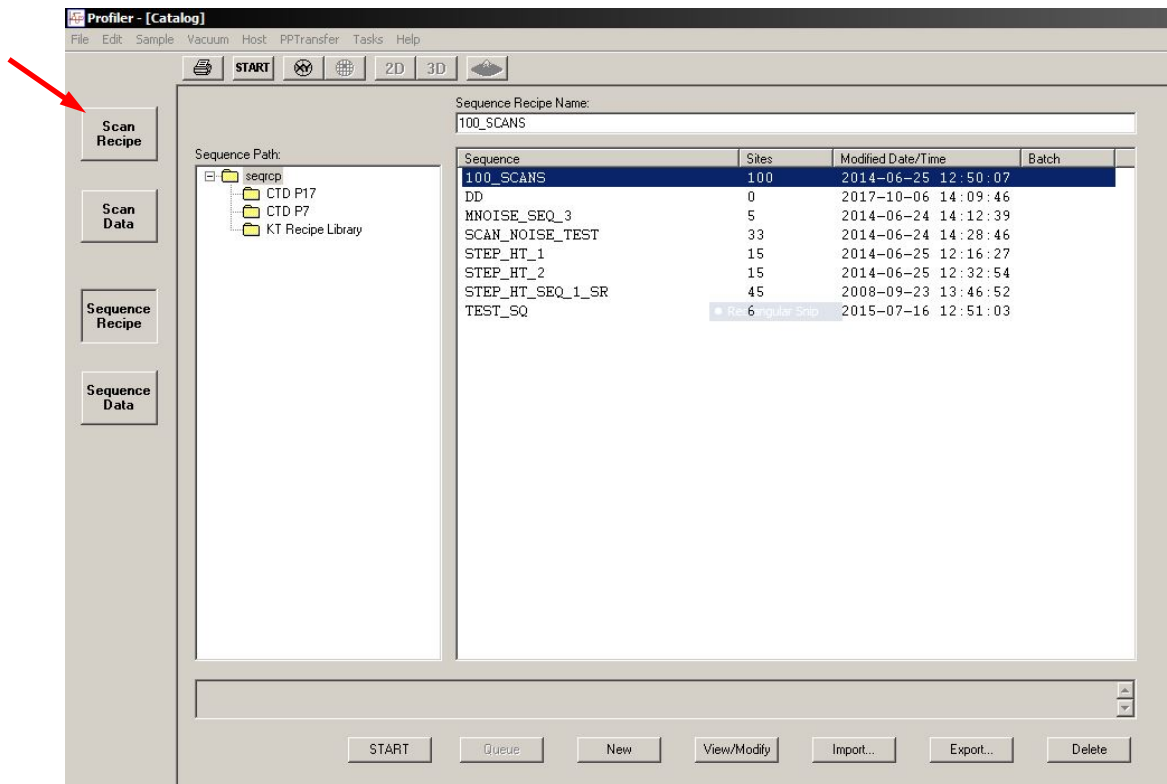 Profiler - [Catalog]
File Edit Sample Vacuum Host PPTransfer Tasks Help
START XY 2D 3D
Scan
Recipe
Scan
Data
Sequence
Recipe
Sequence
Data
Sequence Recipe Name:
100_SCANS
Sequence Path:
seqrcp
CTD P17
CTD P7
KT Recipe Library
Sequence Sites Modified Date/Time Batch
100_SCANS 100 2014-06-25 12:50:07
DD 0 2017-10-06 14:09:46
MNOISE_SEQ_3 5 2014-06-24 14:12:39
SCAN_NOISE_TEST 33 2014-06-24 14:28:46
STEP_HT_1 15 2014-06-25 12:16:27
STEP_HT_2 15 2014-06-25 12:32:54
STEP_HT_SEQ_1_SR 45 2008-09-23 13:46:52
TEST_SQ 6 2015-07-16 12:51:03
Rectangular Snip
START Queue New View/Modify Import... Export... Delete